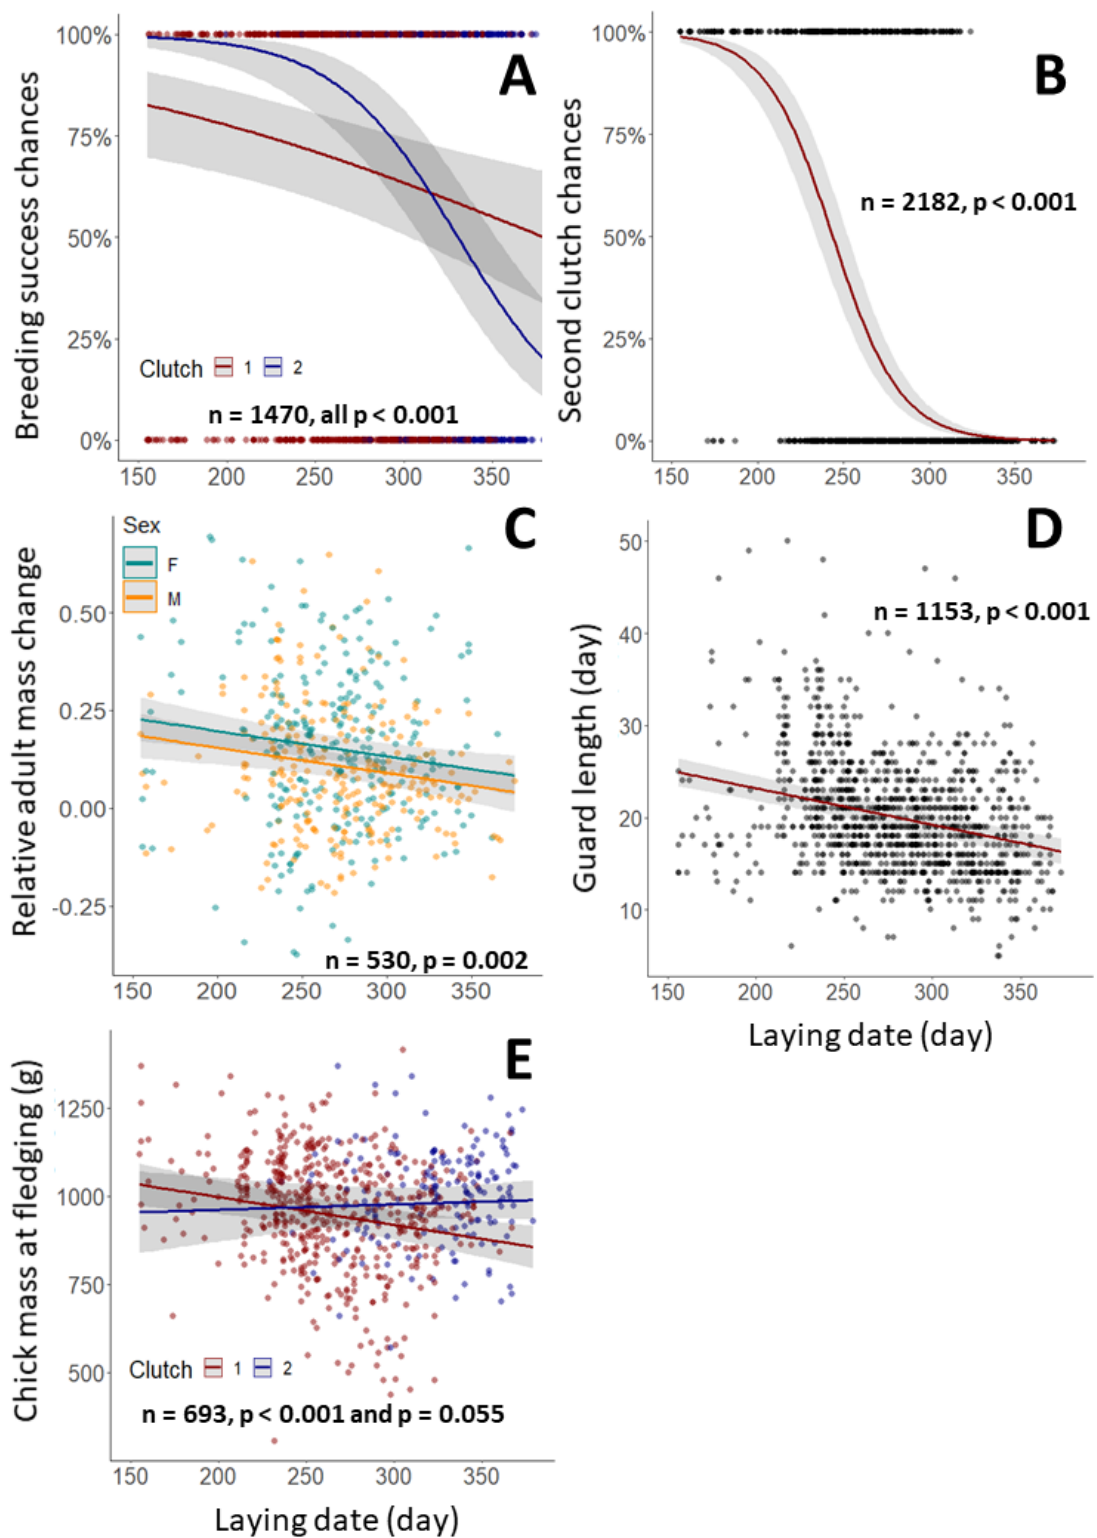 A
Breeding success chances
100%
75%
50%
25%
0%
Clutch 1 2
n = 1470, all p < 0.001
150 200 250 300 350
B
Second clutch chances
100%
75%
50%
25%
0%
n = 2182, p < 0.001
150 200 250 300 350
C
Sex
F
M
Relative adult mass change
0.50
0.25
0.00
-0.25
n = 530, p = 0.002
150 200 250 300 350
D
Guard length (day)
50
40
30
20
10
n = 1153, p < 0.001
150 200 250 300 350
Laying date (day)
E
Chick mass at fledging (g)
1250
1000
750
500
Clutch 1 2
n = 693, p < 0.001 and p = 0.055
150 200 250 300 350
Laying date (day)